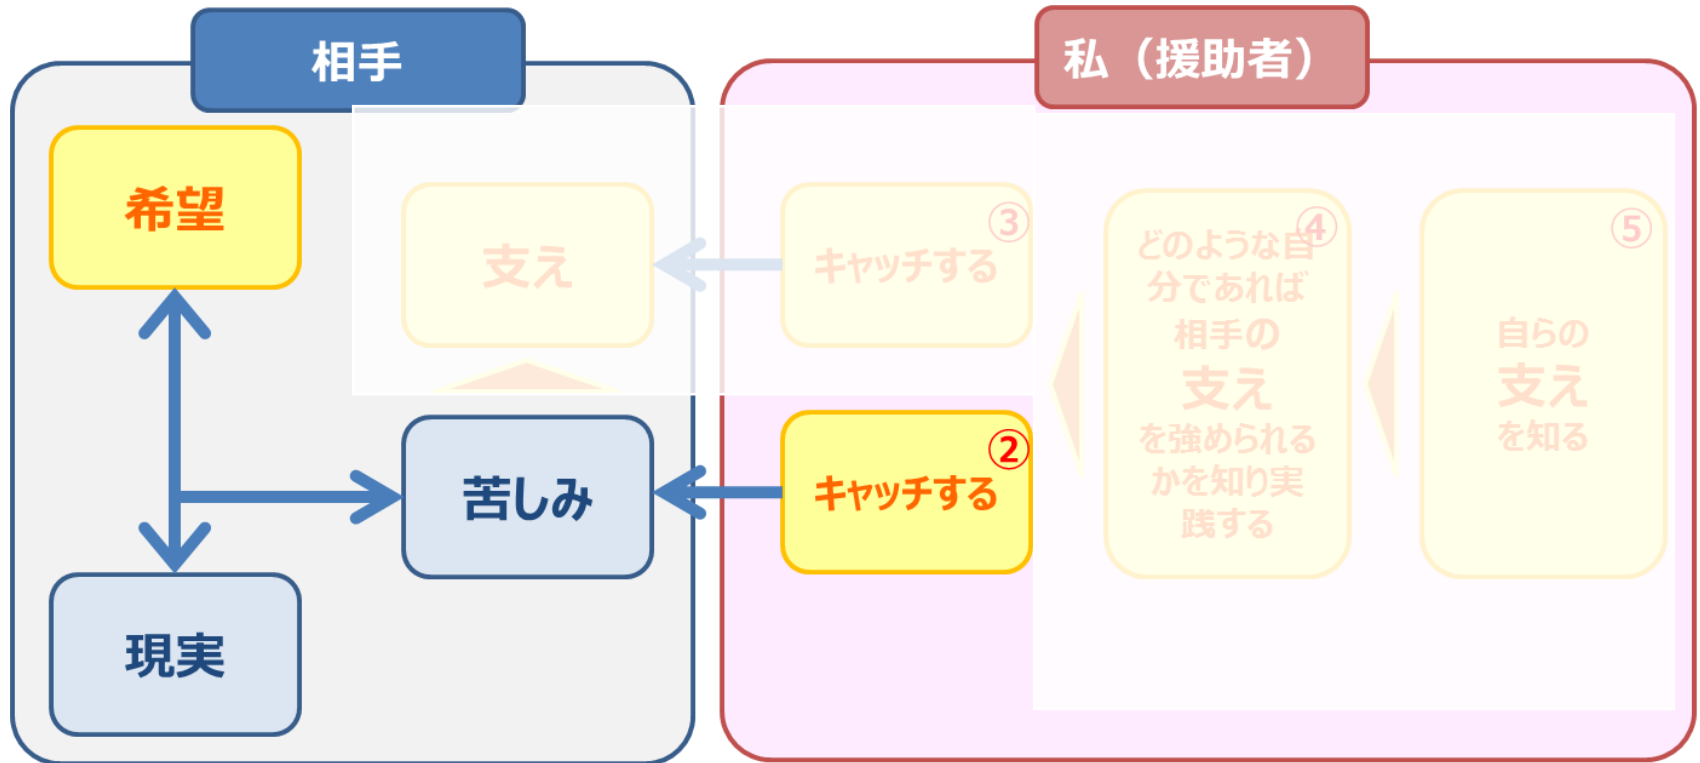 相手
私（援助者）
希望
支え
③
キャッチする
④
どのような自
分であれば
相手の
支え
を強められる
かを知り実
践する
⑤
自らの
支え
を知る
苦しみ
②
キャッチする
現実